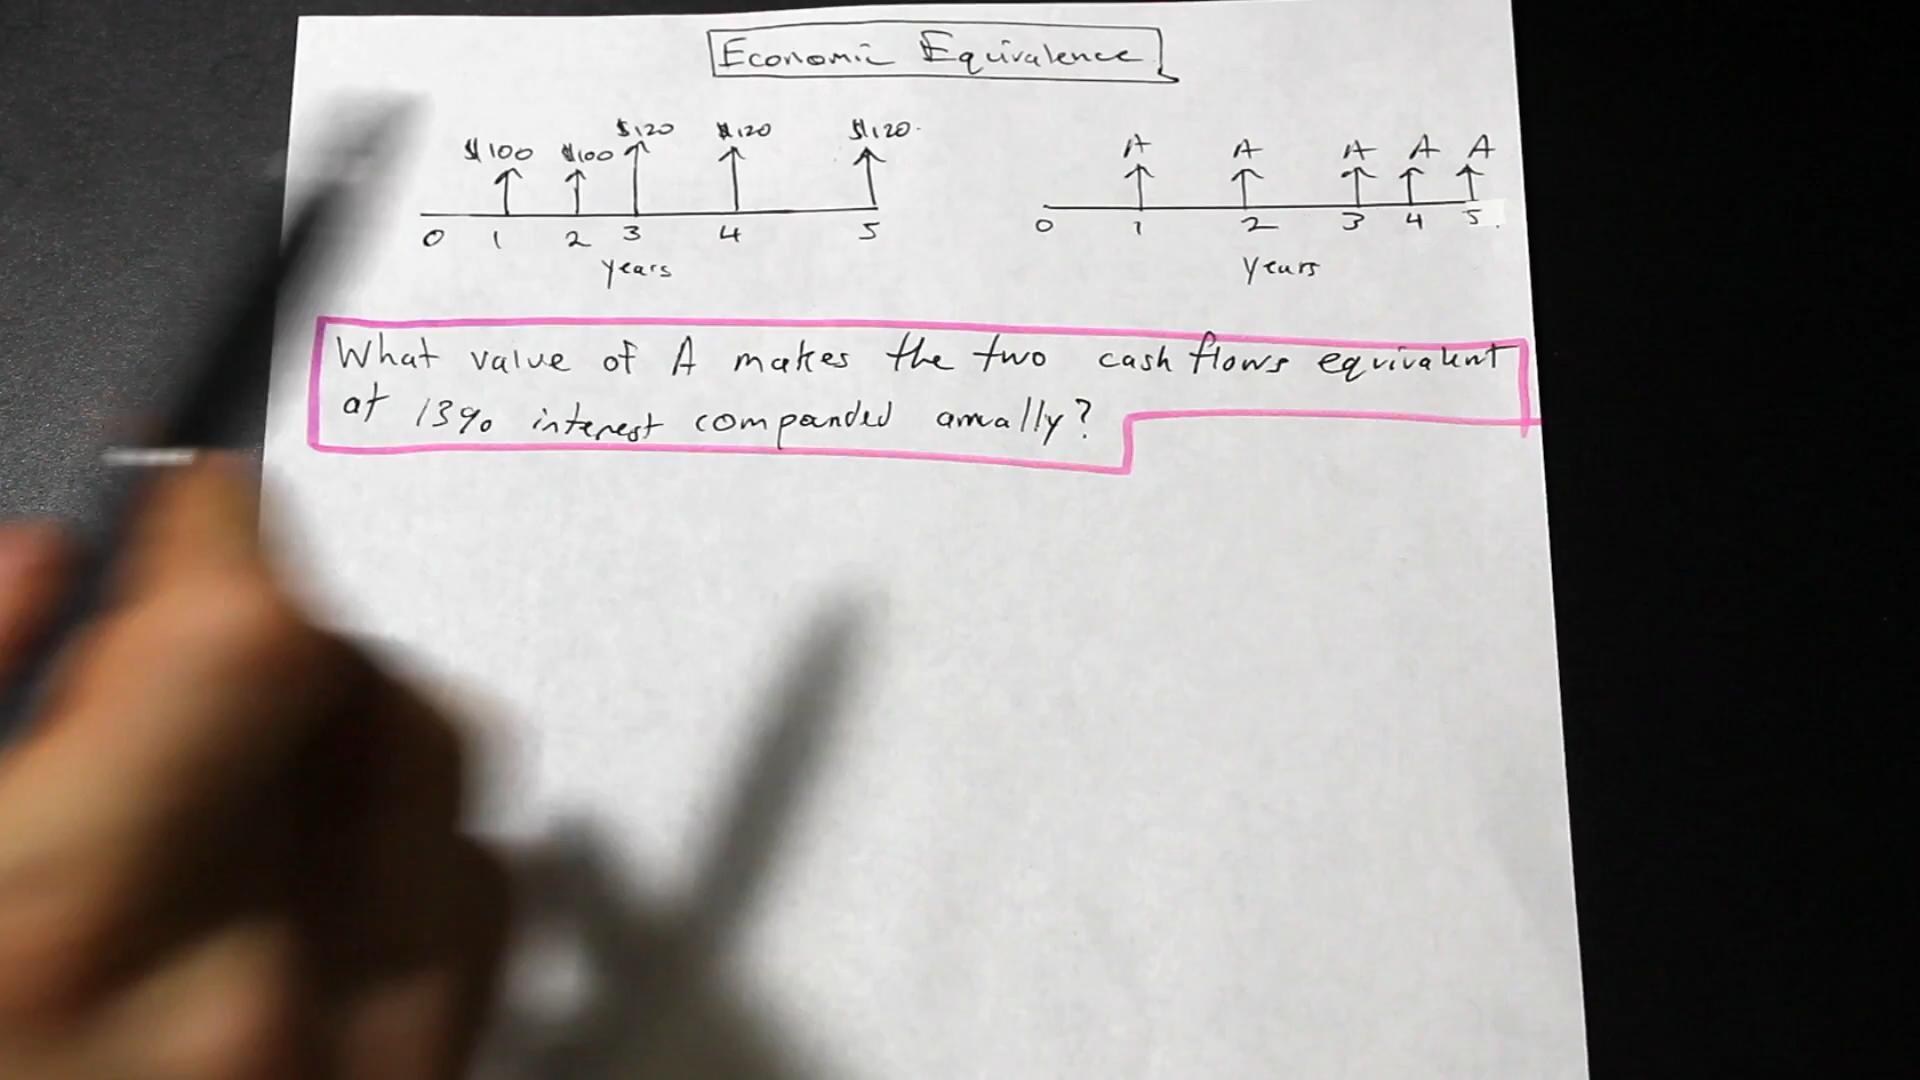 Economic Equivalence
$100 $100 $120 $120 $120
0 1 2 3 4 5
years
A A A A A
0 1 2 3 4 5
Years
What value of A makes the two cash flows equivalent
at 13% interest compounded annually?